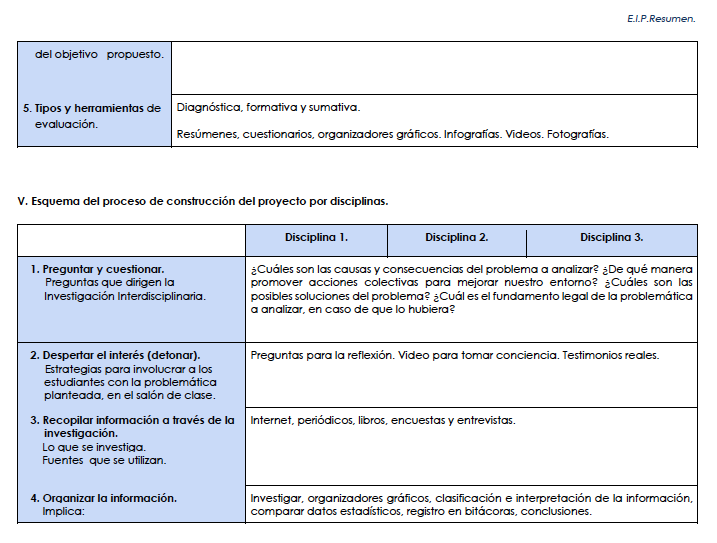 E.I.P.Resumen.
del objetivo propuesto.
5. Tipos y herramientas de
evaluación.
Diagnóstica, formativa y sumativa.
Resúmenes, cuestionarios, organizadores gráficos. Infografías. Videos. Fotografías.
V. Esquema del proceso de construcción del proyecto por disciplinas.
Disciplina 1.
Disciplina 2.
Disciplina 3.
1. Preguntar y cuestionar.
Preguntas que dirigen la
Investigación Interdisciplinaria.
¿Cuáles son las causas y consecuencias del problema a analizar? ¿De qué manera
promover acciones colectivas para mejorar nuestro entorno? ¿Cuáles son las
posibles soluciones del problema? ¿Cuál es el fundamento legal de la problemática
a analizar, en caso de que lo hubiera?
2. Despertar el interés (detonar).
Estrategias para involucrar a los
estudiantes con la problemática
planteada, en el salón de clase.
Preguntas para la reflexión. Video para tomar conciencia. Testimonios reales.
3. Recopilar información a través de la
investigación.
Lo que se investiga.
Fuentes que se utilizan.
Internet, periódicos, libros, encuestas y entrevistas.
4. Organizar la información.
Implica:
Investigar, organizadores gráficos, clasificación e interpretación de la información,
comparar datos estadísticos, registro en bitácoras, conclusiones.